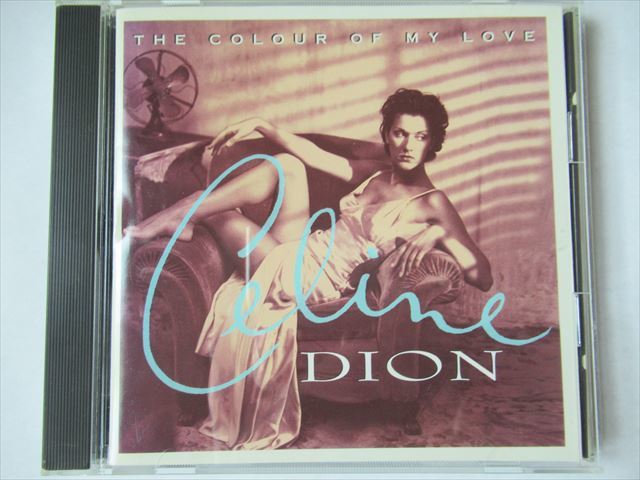 THE COLOUR OF MY LOVE
Céline
DION